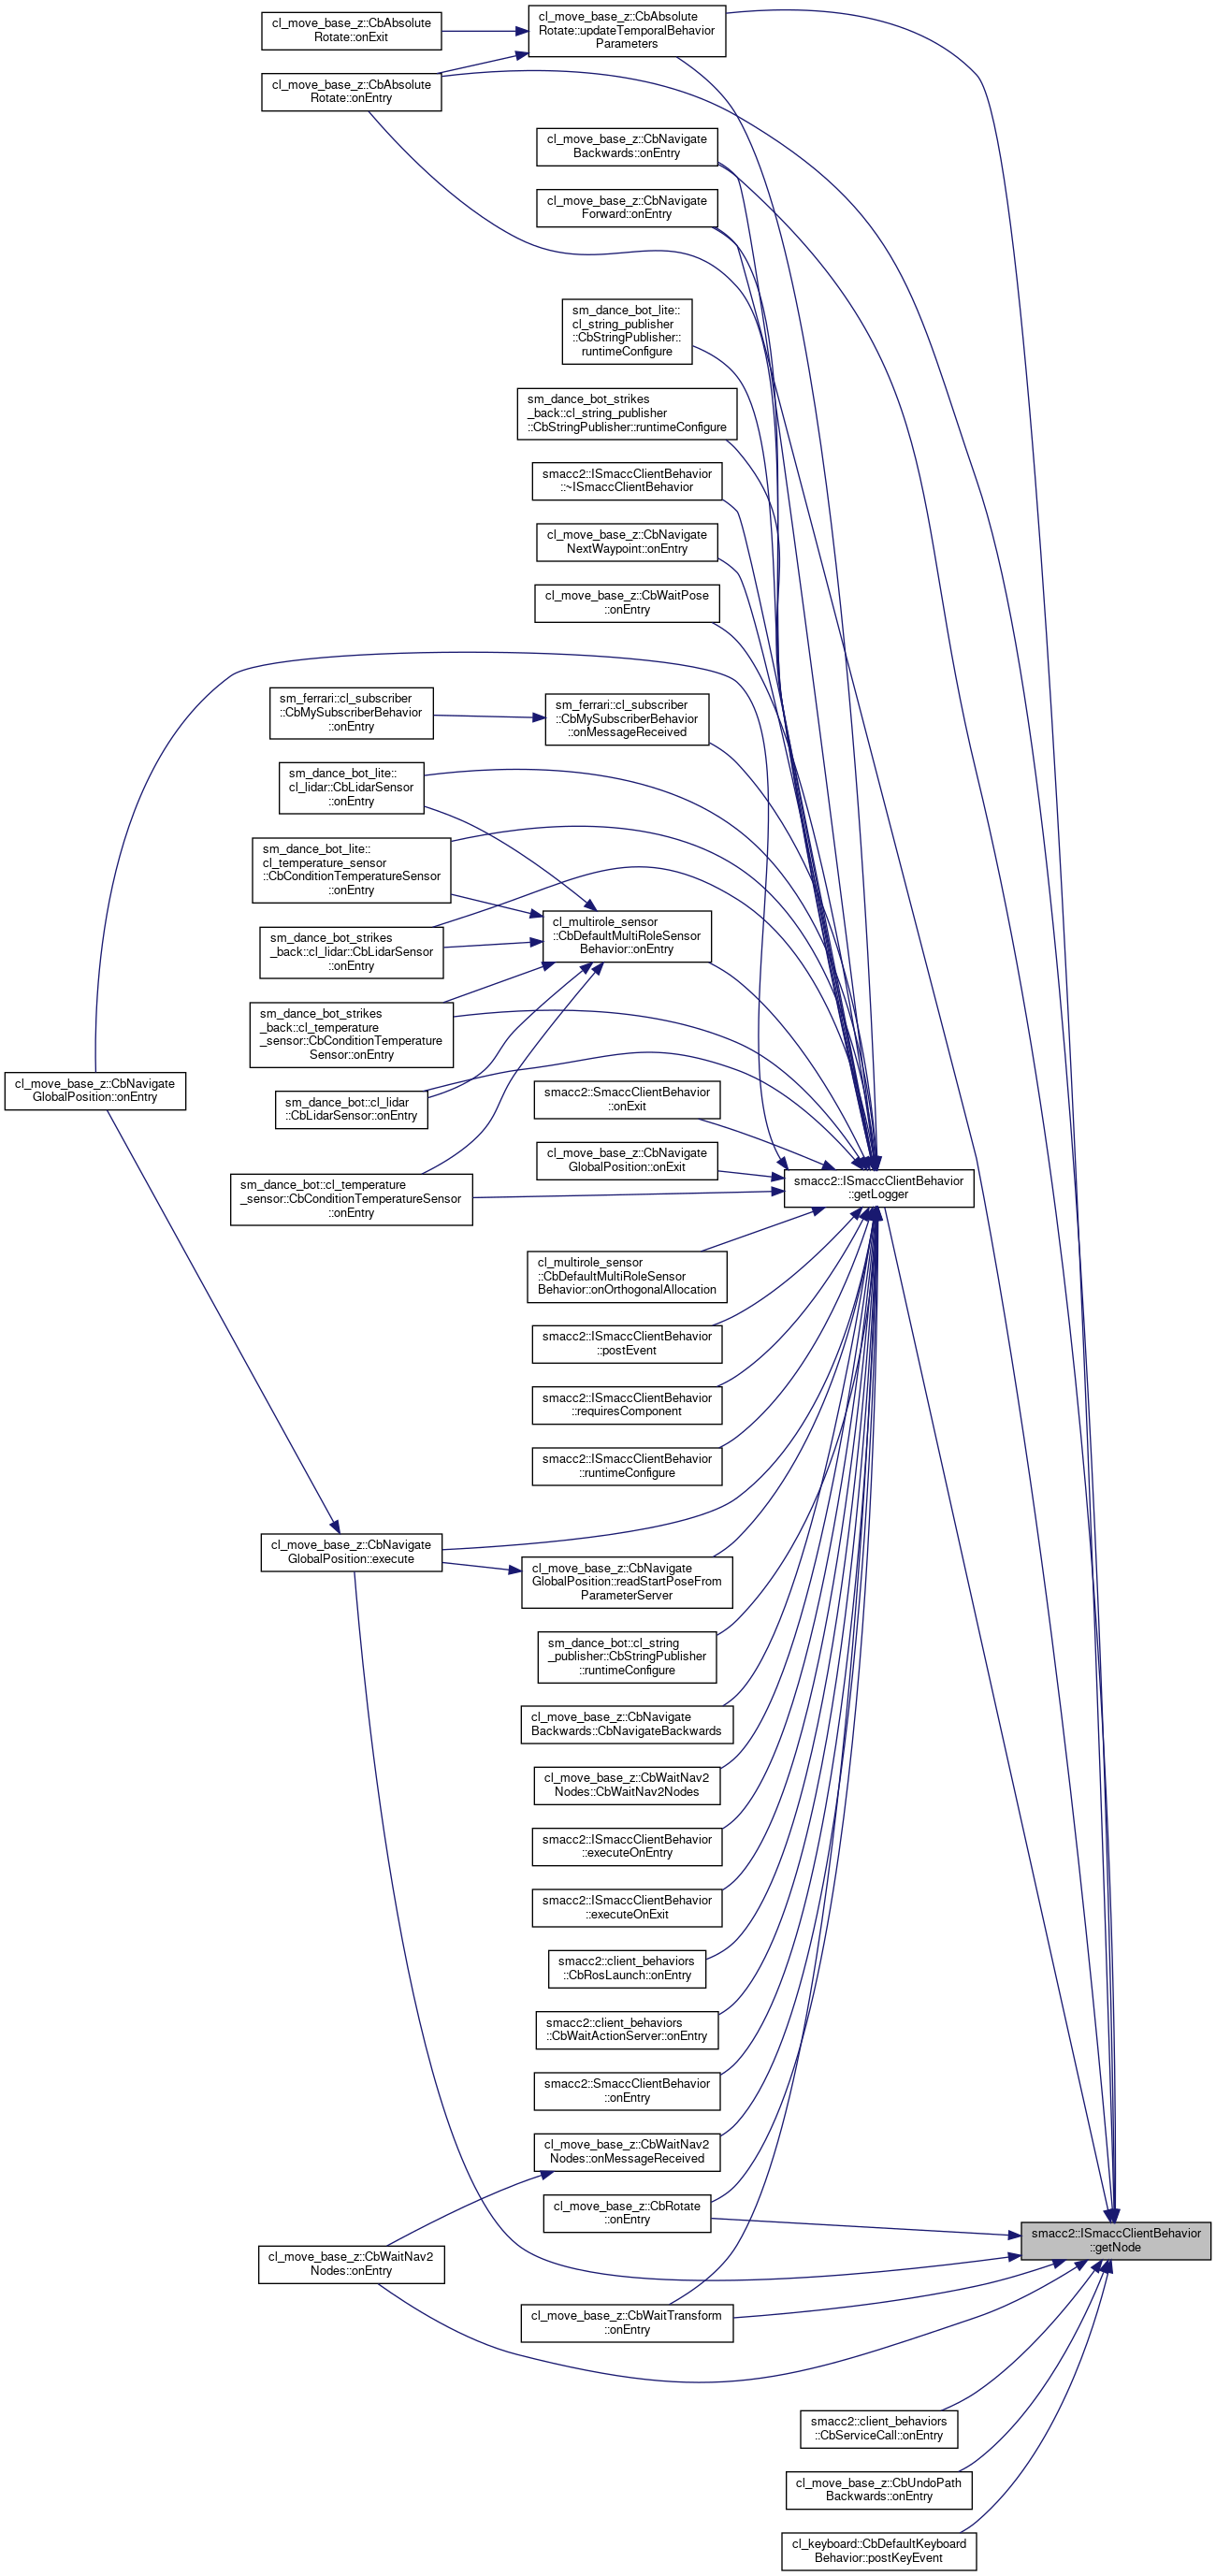 cl_move_base_z::CbAbsolute
Rotate::onExit
cl_move_base_z::CbAbsolute
Rotate::updateTemporalBehavior
Parameters
cl_move_base_z::CbAbsolute
Rotate::onEntry
cl_move_base_z::CbNavigate
Backwards::onEntry
cl_move_base_z::CbNavigate
Forward::onEntry
sm_dance_bot_lite::
cl_string_publisher
::CbStringPublisher::
runtimeConfigure
sm_dance_bot_strikes
_back::cl_string_publisher
::CbStringPublisher::runtimeConfigure
smacc2::ISmaccClientBehavior
::~ISmaccClientBehavior
cl_move_base_z::CbNavigate
NextWaypoint::onEntry
cl_move_base_z::CbWaitPose
::onEntry
sm_ferrari::cl_subscriber
::CbMySubscriberBehavior
::onEntry
sm_ferrari::cl_subscriber
::CbMySubscriberBehavior
::onMessageReceived
sm_dance_bot_lite::
cl_lidar::CbLidarSensor
::onEntry
sm_dance_bot_lite::
cl_temperature_sensor
::CbConditionTemperatureSensor
::onEntry
cl_multirole_sensor
::CbDefaultMultiRoleSensor
Behavior::onEntry
sm_dance_bot_strikes
_back::cl_lidar::CbLidarSensor
::onEntry
sm_dance_bot_strikes
_back::cl_temperature
_sensor::CbConditionTemperature
Sensor::onEntry
cl_move_base_z::CbNavigate
GlobalPosition::onEntry
sm_dance_bot::cl_lidar
::CbLidarSensor::onEntry
smacc2::SmaccClientBehavior
::onExit
cl_move_base_z::CbNavigate
GlobalPosition::onExit
sm_dance_bot::cl_temperature
_sensor::CbConditionTemperatureSensor
::onEntry
smacc2::ISmaccClientBehavior
::getLogger
cl_multirole_sensor
::CbDefaultMultiRoleSensor
Behavior::onOrthogonalAllocation
smacc2::ISmaccClientBehavior
::postEvent
smacc2::ISmaccClientBehavior
::requiresComponent
smacc2::ISmaccClientBehavior
::runtimeConfigure
cl_move_base_z::CbNavigate
GlobalPosition::execute
cl_move_base_z::CbNavigate
GlobalPosition::readStartPoseFrom
ParameterServer
sm_dance_bot::cl_string
_publisher::CbStringPublisher
::runtimeConfigure
cl_move_base_z::CbNavigate
Backwards::CbNavigateBackwards
cl_move_base_z::CbWaitNav2
Nodes::CbWaitNav2Nodes
smacc2::ISmaccClientBehavior
::executeOnEntry
smacc2::ISmaccClientBehavior
::executeOnExit
smacc2::client_behaviors
::CbRosLaunch::onEntry
smacc2::client_behaviors
::CbWaitActionServer::onEntry
smacc2::SmaccClientBehavior
::onEntry
cl_move_base_z::CbWaitNav2
Nodes::onMessageReceived
cl_move_base_z::CbRotate
::onEntry
smacc2::ISmaccClientBehavior
::getNode
cl_move_base_z::CbWaitNav2
Nodes::onEntry
cl_move_base_z::CbWaitTransform
::onEntry
smacc2::client_behaviors
::CbServiceCall::onEntry
cl_move_base_z::CbUndoPath
Backwards::onEntry
cl_keyboard::CbDefaultKeyboard
Behavior::postKeyEvent